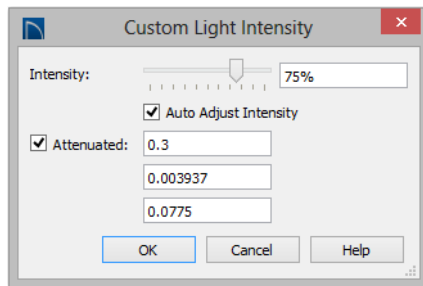 Custom Light Intensity
Intensity: 75%
Auto Adjust Intensity
Attenuated: 0.3
0.003937
0.0775
OK Cancel Help